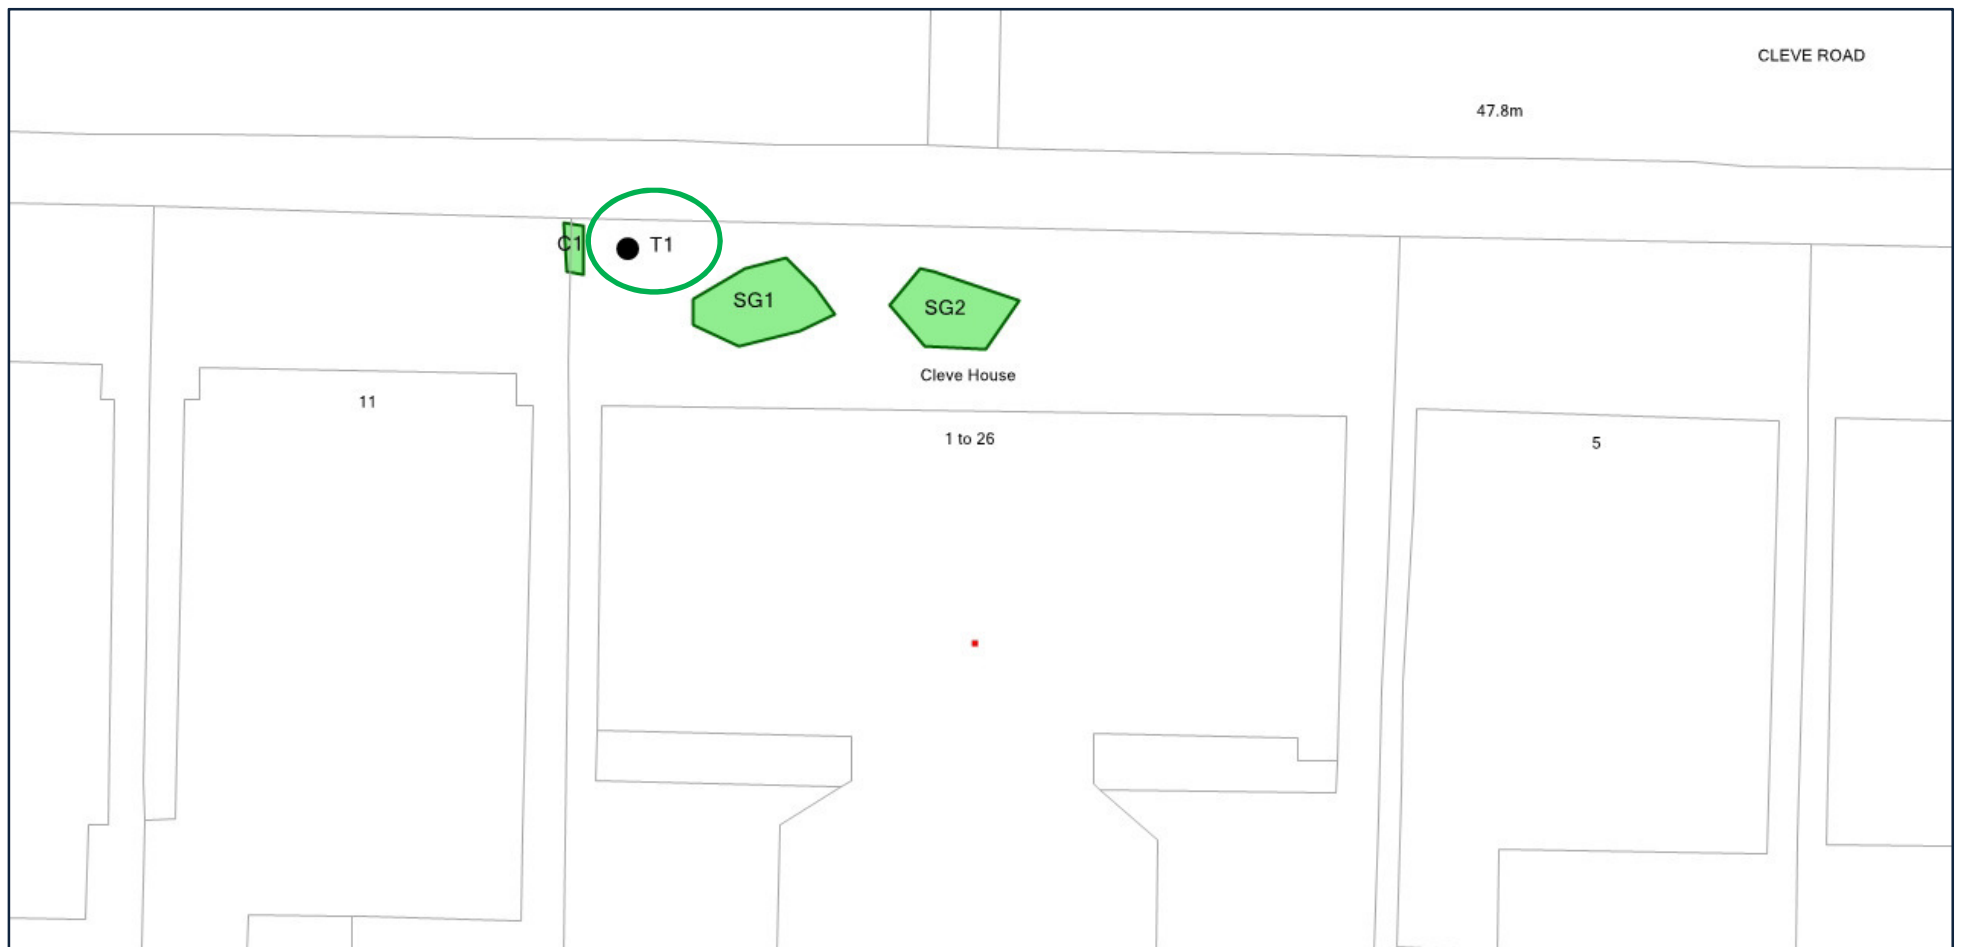 CLEVE ROAD
47.8m
C1
T1
SG1
SG2
Cleve House
11
1 to 26
5